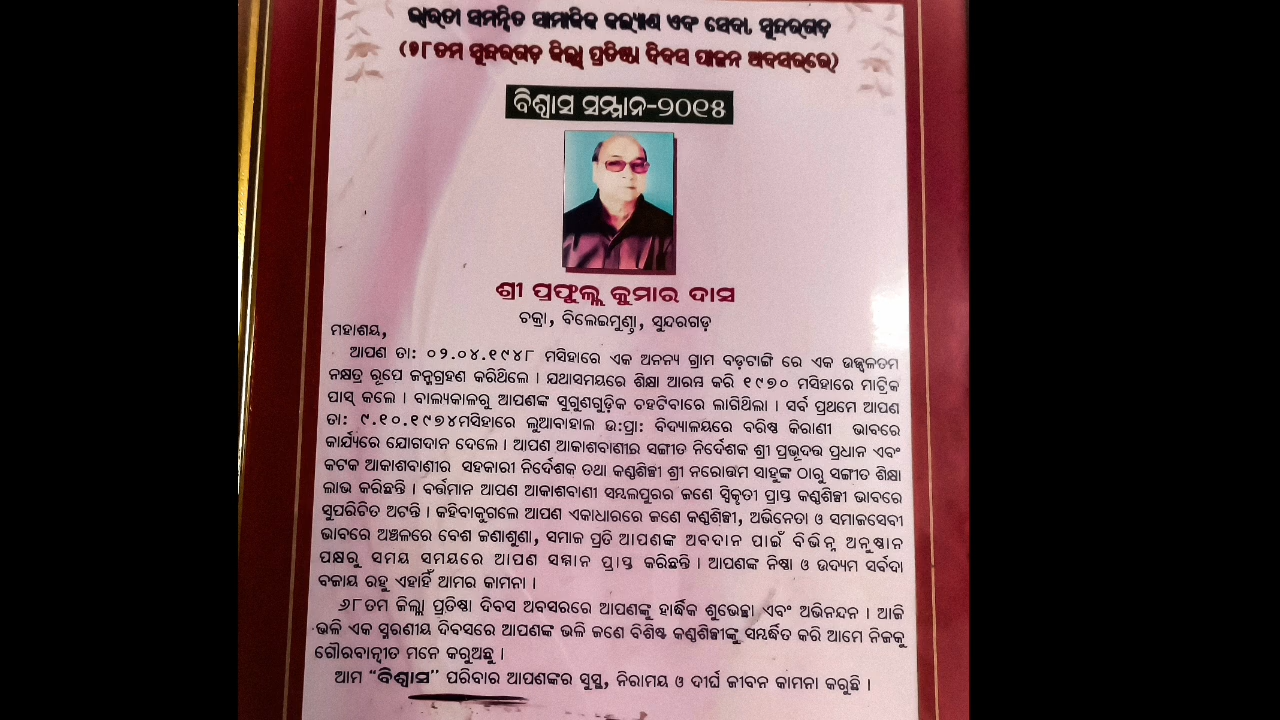 ଭାରତୀ ସମନ୍ଵିତ ସାମାଜିକ କଲ୍ୟାଣ ଏବଂ ସେବା, ସୁନ୍ଦରଗଡ଼
(୬୮ତମ ସୁନ୍ଦରଗଡ଼ ଜିଲ୍ଲା ପ୍ରତିଷ୍ଠା ଦିବସ ପାଳନ ଅବସରରେ)
ବିଶ୍ଵାସ ସମ୍ମାନ-୨୦୧୫
ଶ୍ରୀ ପ୍ରଫୁଲ୍ଲ କୁମାର ଦାସ
ଚକ୍ରା, ବିଲେଇମୁଣ୍ଡା, ସୁନ୍ଦରଗଡ଼
ମହାଶୟ,
ଆପଣ ତା: ୦୨.୦୪.୧୯୪୮ ମସିହାରେ ଏକ ଅନନ୍ୟ ଗ୍ରାମ ବଡ଼ଟାଙ୍ଗି ରେ ଏକ ଉଜ୍ଜ୍ଵଳତମ
ନକ୍ଷତ୍ର ରୂପେ ଜନ୍ମଗ୍ରହଣ କରିଥିଲେ । ଯଥାସମୟରେ ଶିକ୍ଷା ଆରମ୍ଭ କରି ୧୯୭୦ ମସିହାରେ ମାଟ୍ରିକ
ପାସ୍ କଲେ । ବାଲ୍ୟକାଳରୁ ଆପଣଙ୍କ ସୁଗୁଣଗୁଡ଼ିକ ଚହଟିବାରେ ଲାଗିଥିଲା । ସର୍ବ ପ୍ରଥମେ ଆପଣ
ତା: ୯.୧୦.୧୯୭୪ମସିହାରେ ଲୁଆବାହାଲ ଉ:ପ୍ରା: ବିଦ୍ୟାଳୟରେ ବରିଷ୍ଠ କିରାଣୀ ଭାବରେ
କାର୍ଯ୍ୟରେ ଯୋଗଦାନ ଦେଲେ । ଆପଣ ଆକାଶବାଣୀର ସଙ୍ଗୀତ ନିର୍ଦେଶକ ଶ୍ରୀ ପ୍ରଭୂଦତ୍ତ ପ୍ରଧାନ ଏବଂ
କଟକ ଆକାଶବାଣୀର ସହକାରୀ ନିର୍ଦେଶକ ତଥା କଣ୍ଠଶିଳ୍ପୀ ଶ୍ରୀ ନରୋତ୍ତମ ସାହୁଙ୍କ ଠାରୁ ସଙ୍ଗୀତ ଶିକ୍ଷା
ଲାଭ କରିଛନ୍ତି । ବର୍ତ୍ତମାନ ଆପଣ ଆକାଶବାଣୀ ସମ୍ଭଲପୁରର ଜଣେ ସ୍ଵିକୃତୀ ପ୍ରାପ୍ତ କଣ୍ଠଶିଳ୍ପୀ ଭାବରେ
ସୁପରିଚିତ ଅଟନ୍ତି । କହିବାକୁଗଲେ ଆପଣ ଏକାଧାରରେ ଜଣେ କଣ୍ଠଶିଳ୍ପୀ, ଅଭିନେତା ଓ ସମାଜସେବୀ
ଭାବରେ ଅଞ୍ଚଳରେ ବେଶ ଜଣାଶୁଣା, ସମାଜ ପ୍ରତି ଆପଣଙ୍କ ଅବଦାନ ପାଇଁ ବିଭିନ୍ନ ଅନୁଷ୍ଠାନ
ପକ୍ଷରୁ ସମୟ ସମୟରେ ଆପଣ ସମ୍ମାନ ପ୍ରାପ୍ତ କରିଛନ୍ତି । ଆପଣଙ୍କ ନିଷ୍ଠା ଓ ଉଦ୍ୟମ ସର୍ବଦା
ବଜାୟ ରହୁ ଏହାହିଁ ଆମର କାମନା ।
୬୮ତମ ଜିଲ୍ଲା ପ୍ରତିଷ୍ଠା ଦିବସ ଅବସରରେ ଆପଣଙ୍କୁ ହାର୍ଦ୍ଧିକ ଶୁଭେଚ୍ଛା ଏବଂ ଅଭିନନ୍ଦନ । ଆଜି
ଭଳି ଏକ ସ୍ମରଣୀୟ ଦିବସରେ ଆପଣଙ୍କ ଭଳି ଜଣେ ବିଶିଷ୍ଟ କଣ୍ଠଶିଳ୍ପୀଙ୍କୁ ସମ୍ବର୍ଦ୍ଧିତ କରି ଆମେ ନିଜକୁ
ଗୌରବାନ୍ଵୀତ ମନେ କରୁଅଛୁ ।
ଆମ “ବିଶ୍ଵାସ” ପରିବାର ଆପଣଙ୍କର ସୁସ୍ଥ, ନିରାମୟ ଓ ଦୀର୍ଘ ଜୀବନ କାମନା କରୁଛି ।